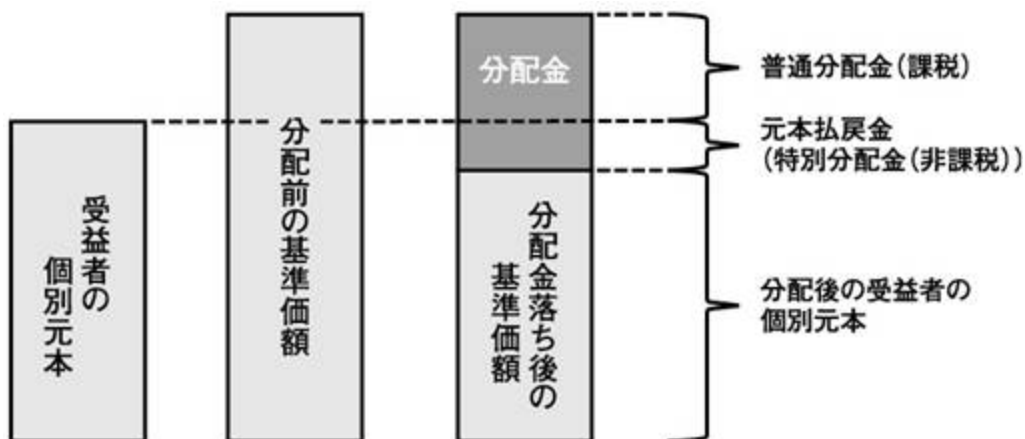 受益者の
個別元本
分配前の基準価額
分配金
分配金落ち後の
基準価額
普通分配金(課税)
元本払戻金
(特別分配金(非課税))
分配後の受益者の
個別元本